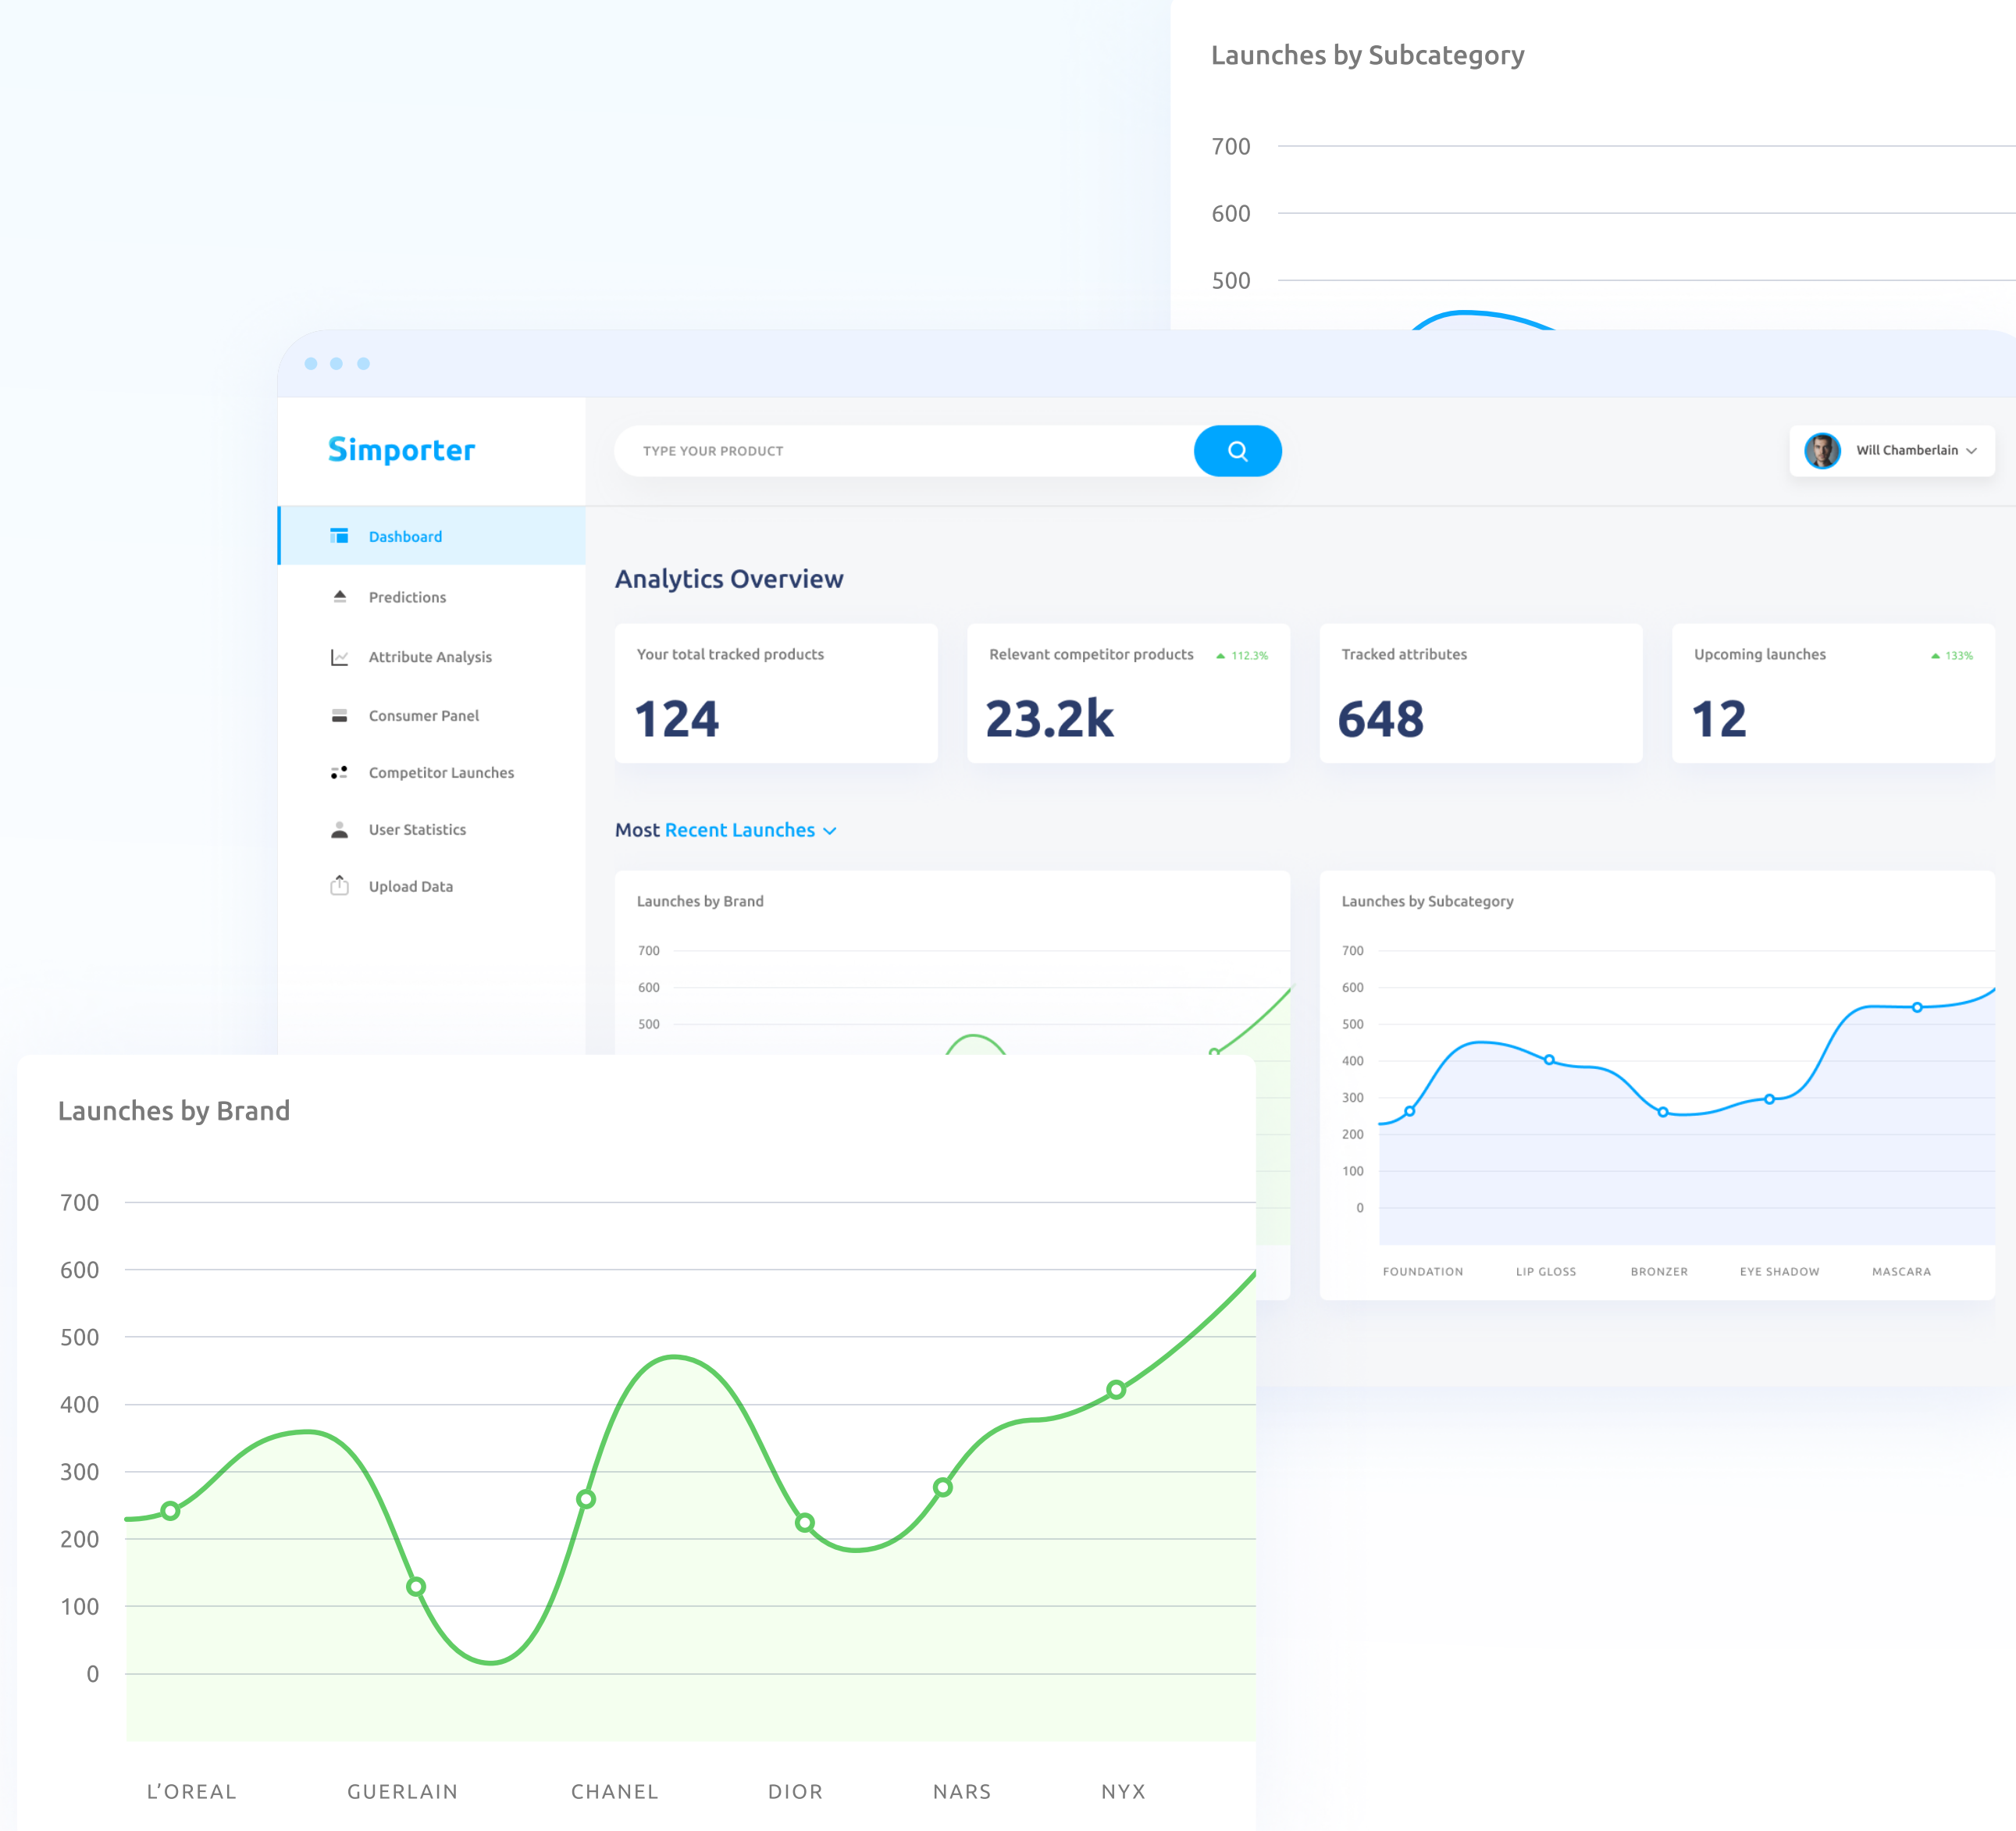 Launches by Subcategory
700
600
500
Simporter
TYPE YOUR PRODUCT
Will Chamberlain
Dashboard
Predictions
Attribute Analysis
Consumer Panel
Competitor Launches
User Statistics
Upload Data
Analytics Overview
Your total tracked products
124
Relevant competitor products 112.3%
23.2k
Tracked attributes
648
Upcoming launches 133%
12
Most Recent Launches
Launches by Brand
700
600
500
Launches by Subcategory
700
600
500
400
300
200
100
0
FOUNDATION LIP GLOSS BRONZER EYE SHADOW MASCARA
Launches by Brand
700
600
500
400
300
200
100
0
L’OREAL GUERLAIN CHANEL DIOR NARS NYX